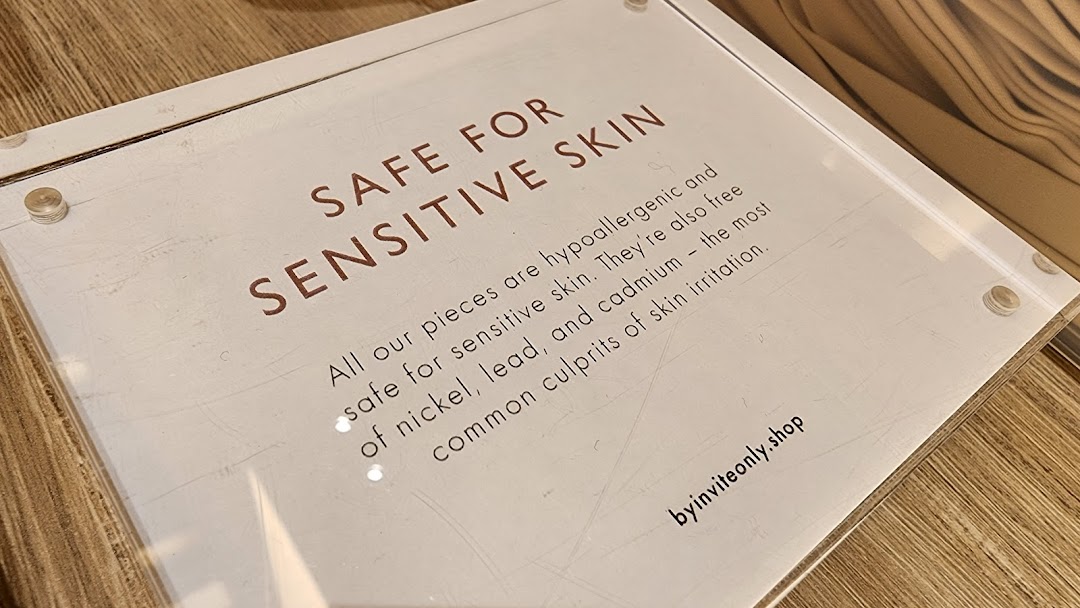 SAFE FOR
SENSITIVE SKIN
All our pieces are hypoallergenic and
safe for sensitive skin. They're also free
of nickel, lead, and cadmium – the most
common culprits of skin irritation.
byinviteonly.shop